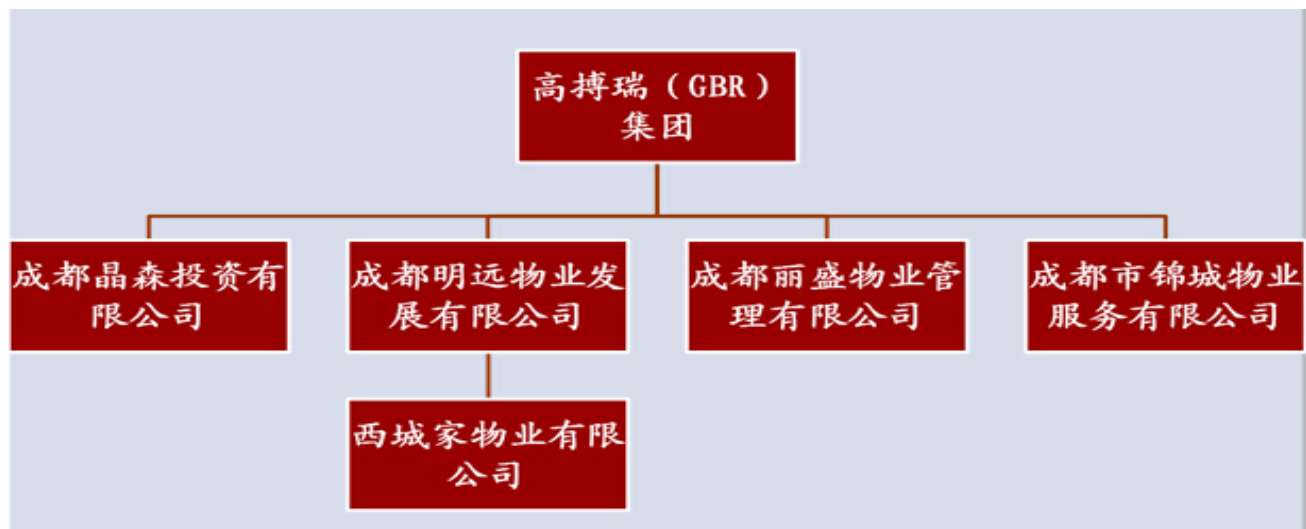 高搏瑞（GBR）
集团
成都晶森投资有
限公司
成都明远物业发
展有限公司
成都丽盛物业管
理有限公司
成都市锦城物业
服务有限公司
西城家物业有限
公司